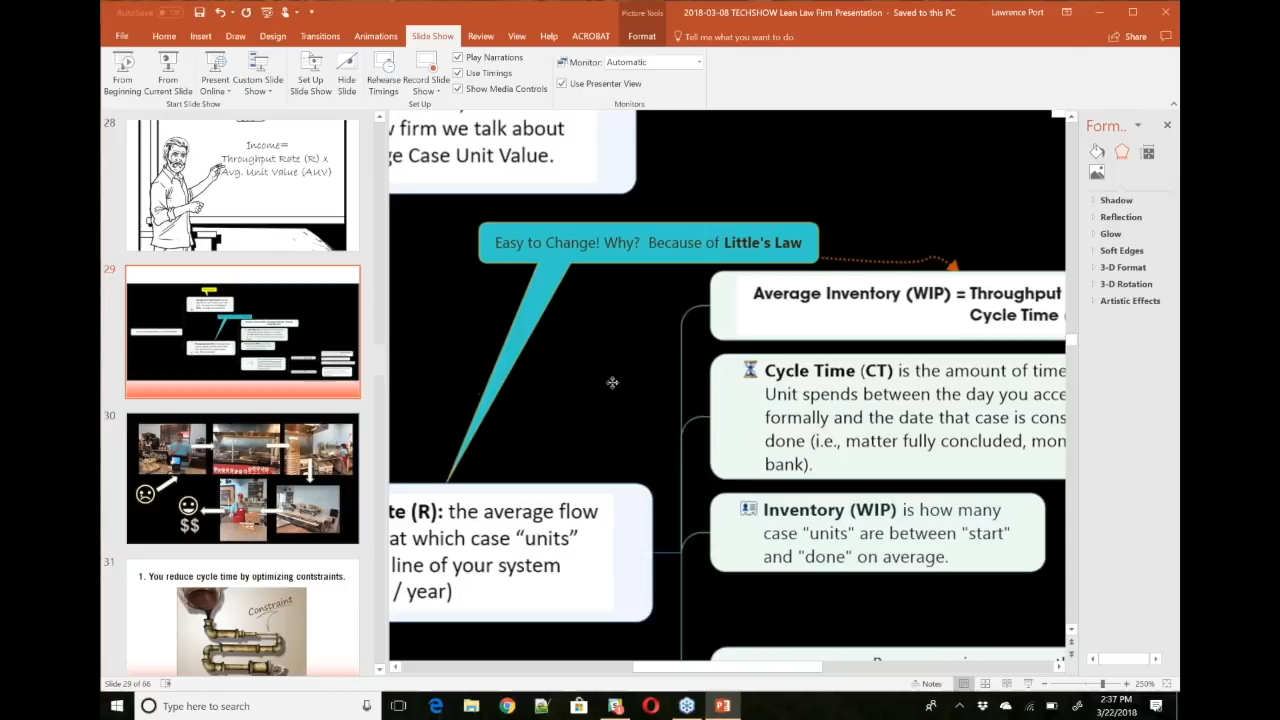 AutoSave
Picture Tools
2018-03-08 TECHSHOW Lean Law Firm Presentation - Saved to this PC
Lawrence Port
File Home Insert Draw Design Transitions Animations Slide Show Review View Help ACROBAT Format Tell me what you want to do
Share
From Beginning
From Current Slide
Present Online
Custom Slide Show
Start Slide Show
Set Up Slide Show
Hide Slide
Rehearse Timings
Record Slide Show
Play Narrations
Use Timings
Show Media Controls
Set Up
Monitor: Automatic
Use Presenter View
Monitors
28
Income=
Throughput Rate (R) x
Avg. Unit Value (AUV)
29
30
$$
31
1. You reduce cycle time by optimizing contstraints.
Constraint
w firm we talk about
ge Case Unit Value.
Easy to Change! Why? Because of Little's Law
Average Inventory (WIP) = Throughput
Cycle Time
Cycle Time (CT) is the amount of time
Unit spends between the day you acce
formally and the date that case is cons
done (i.e., matter fully concluded, mon
bank).
te (R): the average flow
at which case “units”
line of your system
/ year)
Inventory (WIP) is how many
case "units" are between "start"
and "done" on average.
Form..
Shadow
Reflection
Glow
Soft Edges
3-D Format
3-D Rotation
Artistic Effects
Slide 29 of 66
Notes
250%
Type here to search
2:37 PM
3/22/2018